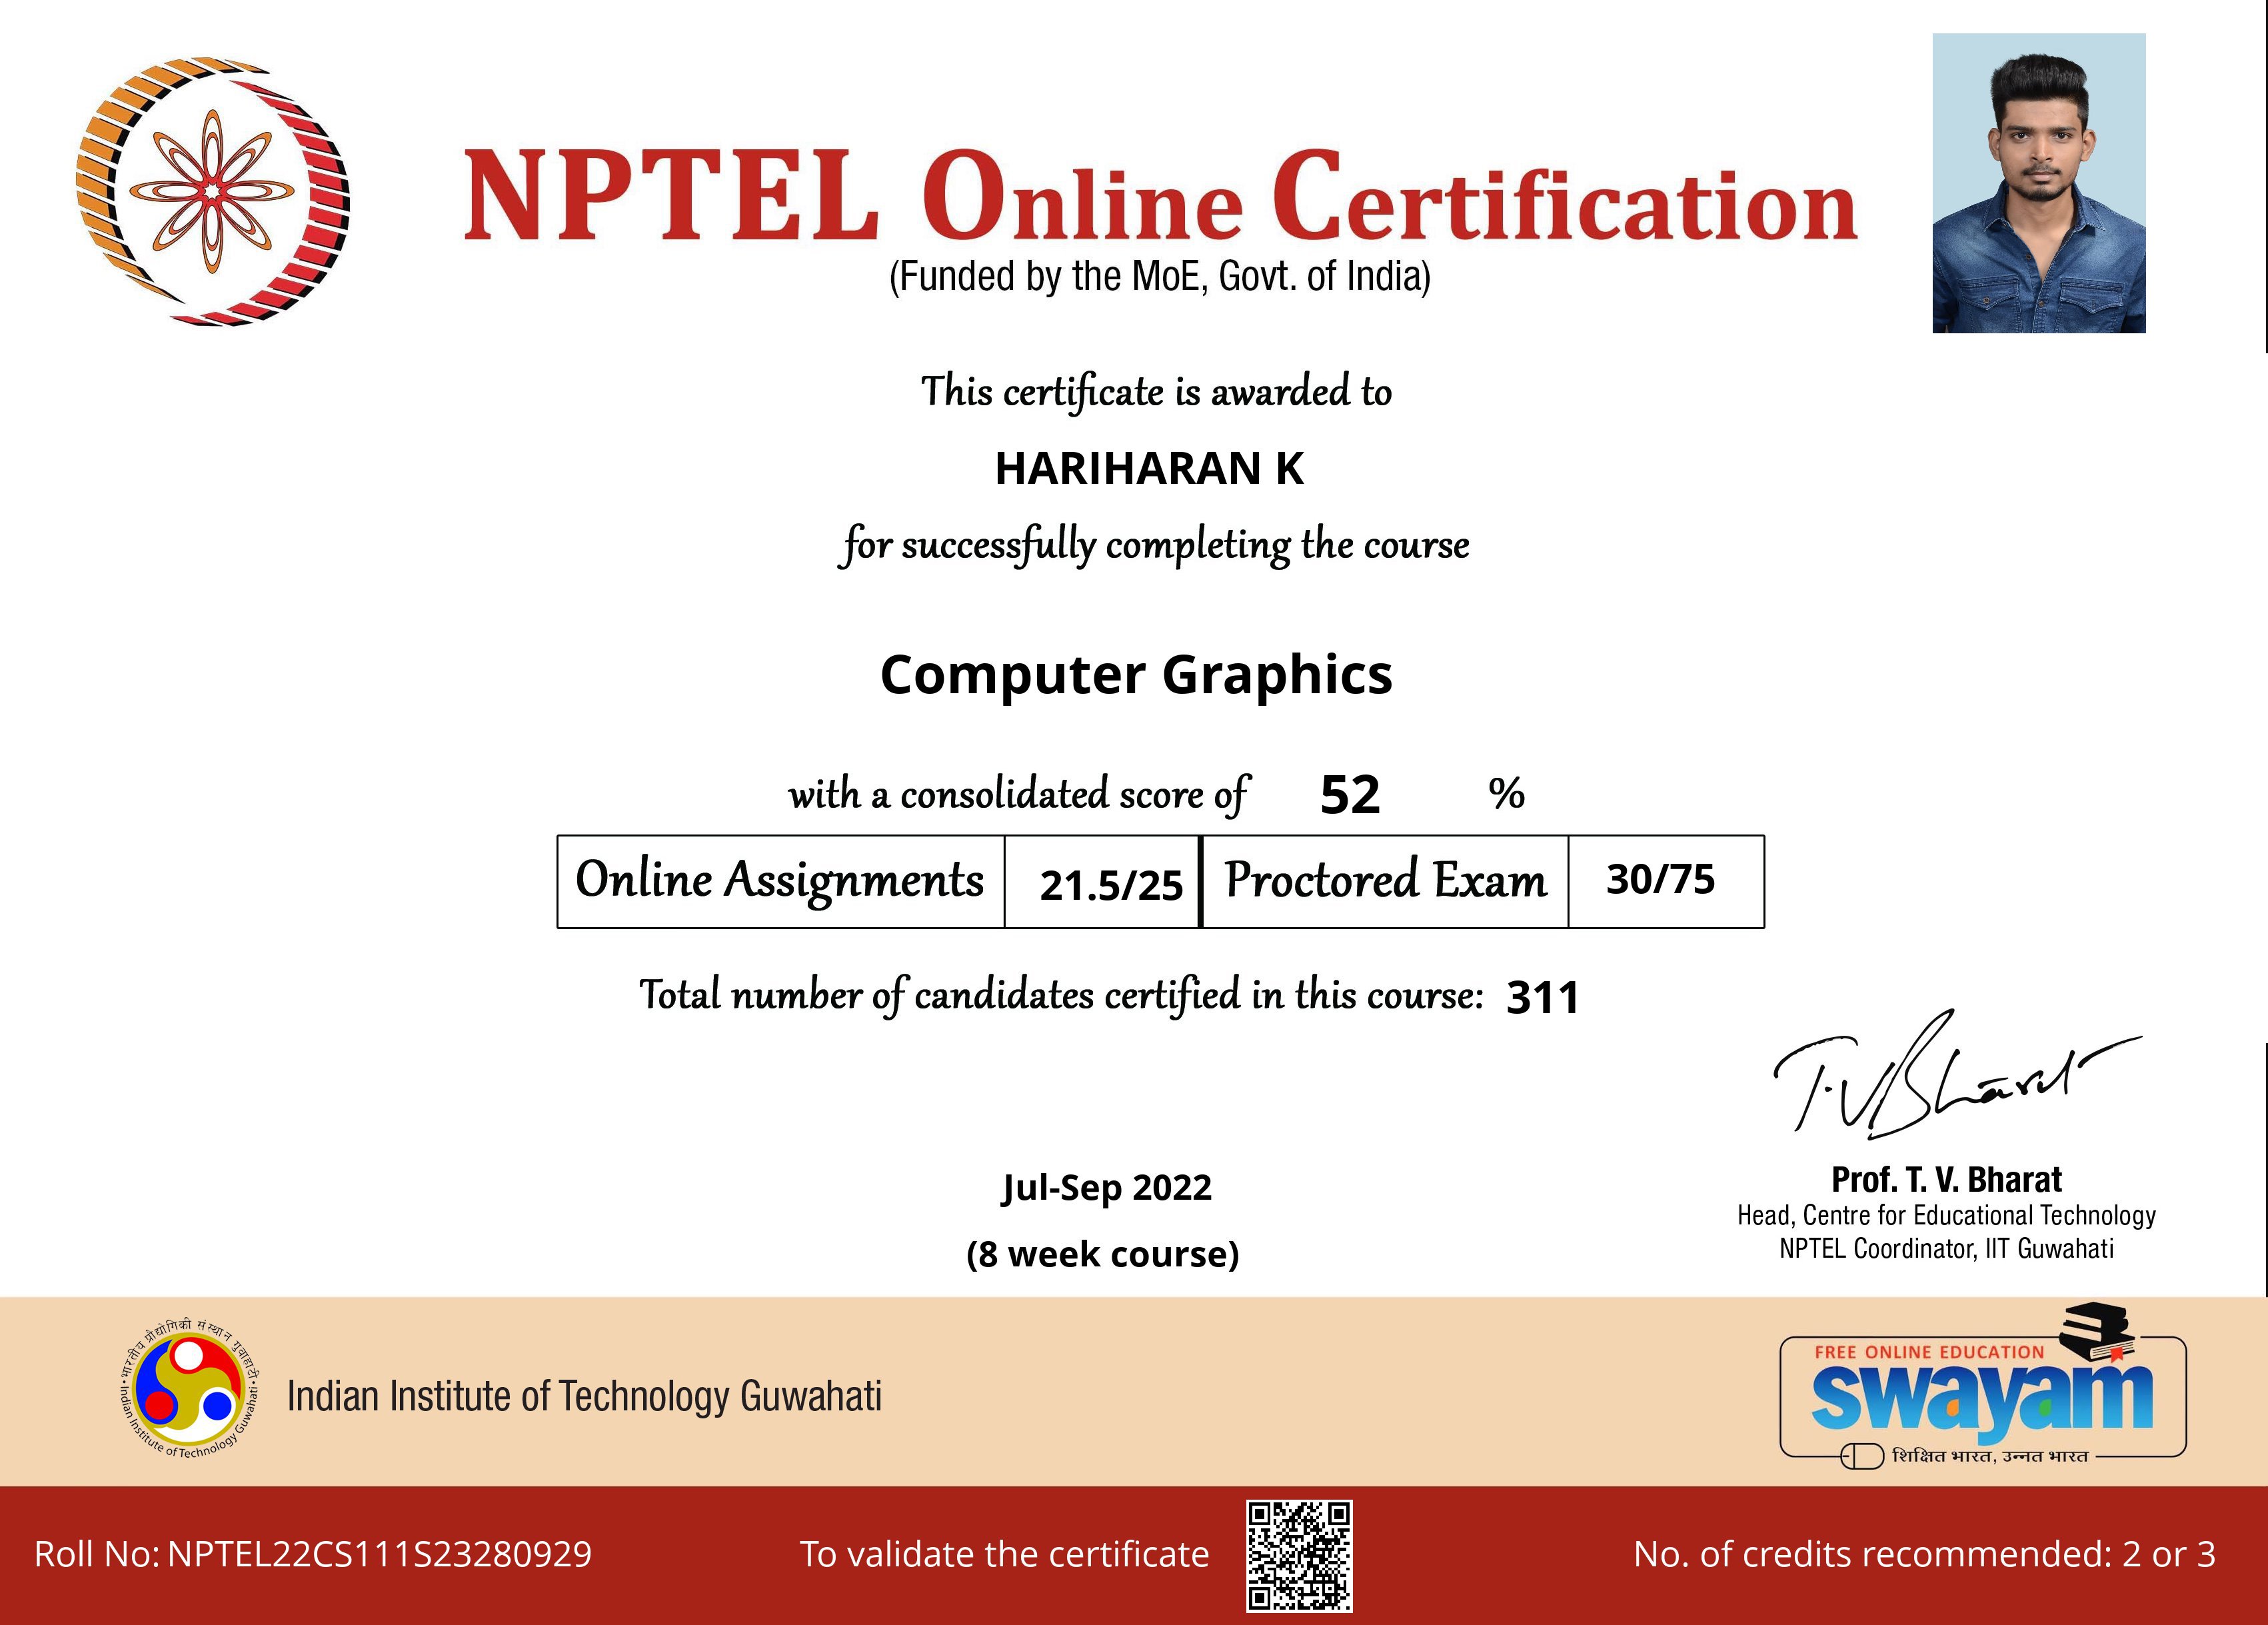 NPTEL Online Certification
(Funded by the MoE, Govt. of India)
This certificate is awarded to
HARIHARAN K
for successfully completing the course
Computer Graphics
with a consolidated score of 52 %
Online Assignments 21.5/25 Proctored Exam 30/75
Total number of candidates certified in this course: 311
T.V.Bharat
Jul-Sep 2022
(8 week course)
Prof. T. V. Bharat
Head, Centre for Educational Technology
NPTEL Coordinator, IIT Guwahati
भारतीय प्रौद्योगिकी संस्थान गुवाहाटी
Indian Institute of Technology Guwahati
Indian Institute of Technology Guwahati
FREE ONLINE EDUCATION
swayam
शिक्षित भारत, उन्नत भारत
Roll No: NPTEL22CS111S23280929
To validate the certificate
No. of credits recommended: 2 or 3